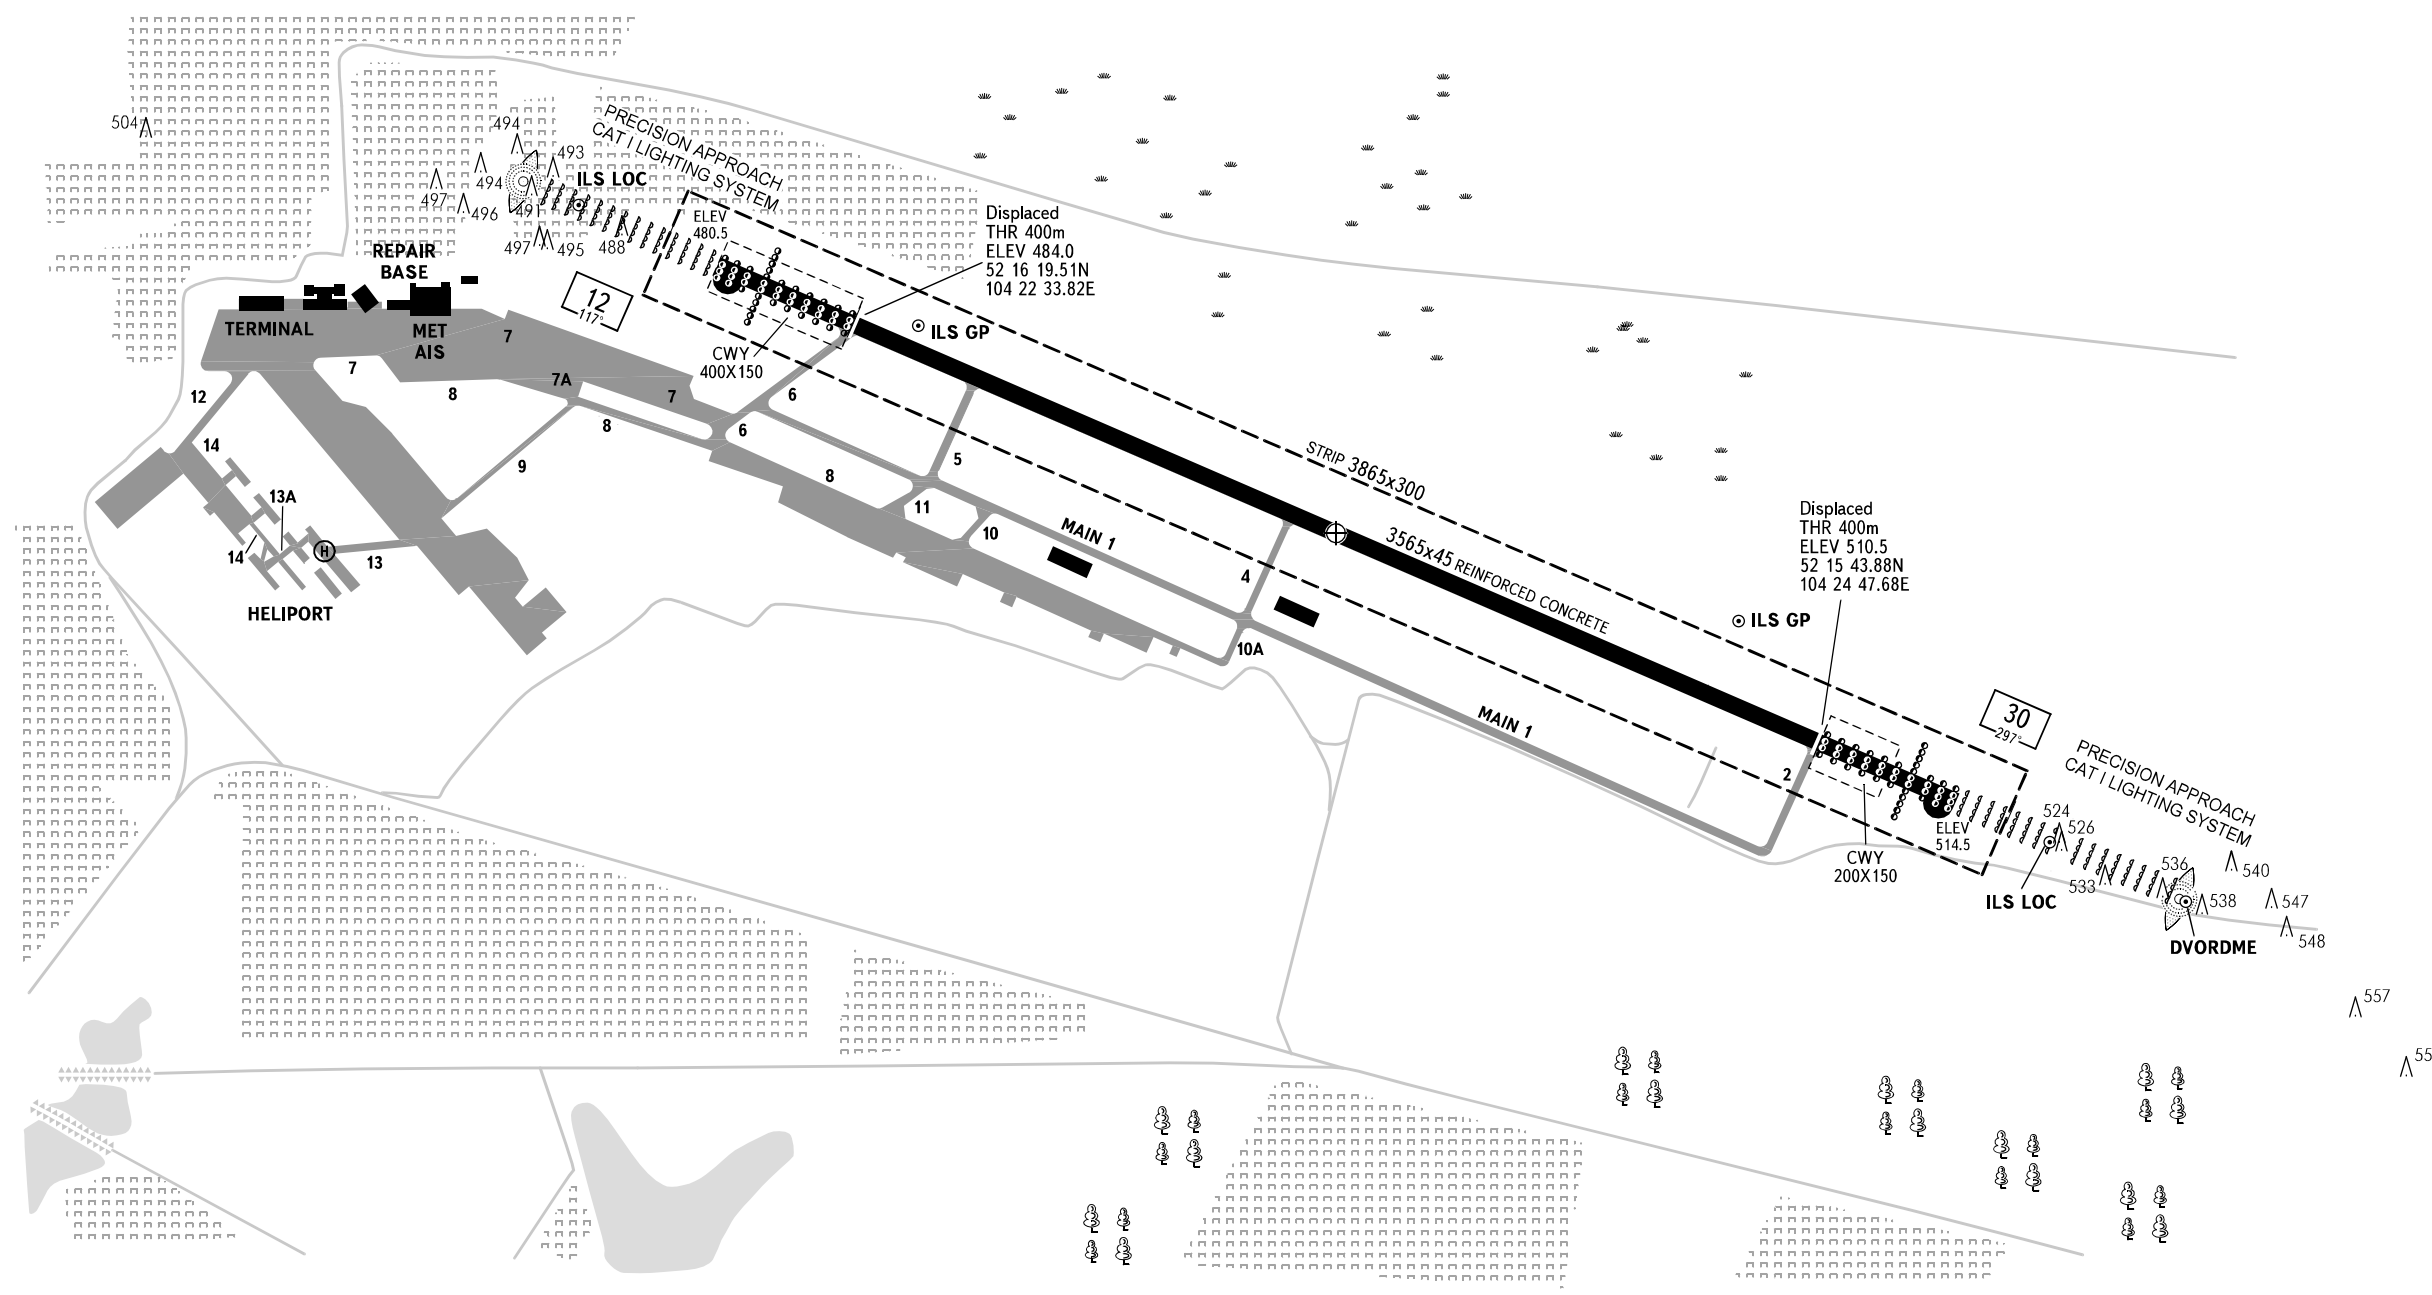 504
494
493
494
497
496
491
497
495
488
ILS LOC
PRECISION APPROACH
CAT I LIGHTING SYSTEM
ELEV
480.5
Displaced
THR 400m
ELEV 484.0
52 16 19.51N
104 22 33.82E
REPAIR
BASE
TERMINAL
MET
AIS
12
117°
ILS GP
CWY
400X150
7
7
7A
7
8
8
6
6
12
14
9
5
8
13A
11
10
14
13
HELIPORT
MAIN 1
4
10A
STRIP 3865x300
3565x45 REINFORCED CONCRETE
Displaced
THR 400m
ELEV 510.5
52 15 43.88N
104 24 47.68E
ILS GP
MAIN 1
2
30
297°
PRECISION APPROACH
CAT I LIGHTING SYSTEM
ELEV
514.5
CWY
200X150
ILS LOC
524
526
533
536
538
540
547
548
DVORDME
557
55
H